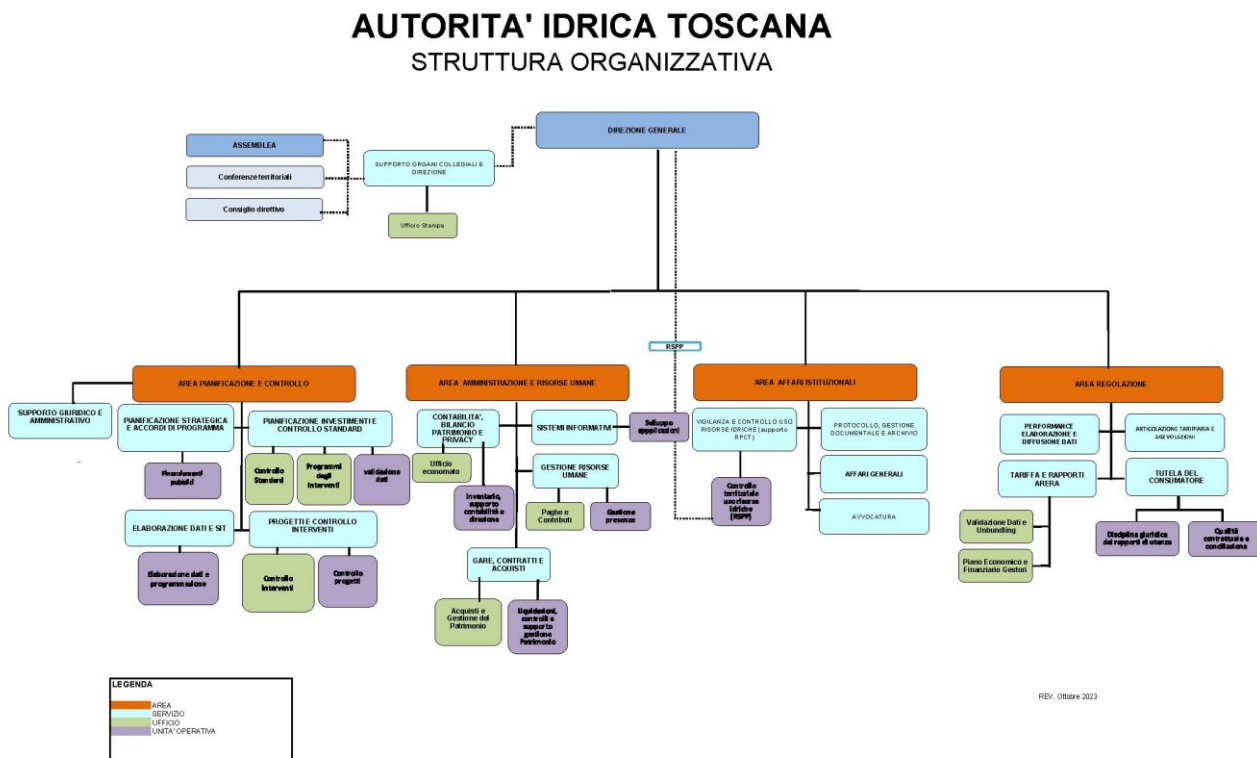 AUTORITA' IDRICA TOSCANA
STRUTTURA ORGANIZZATIVA
DIREZIONE GENERALE
ASSEMBLEA
Conferenze territoriali
Consiglio direttivo
SUPPORTO ORGANI COLLEGIALI E
DIREZIONE
Ufficio Stampa
RSPP
AREA PIANIFICAZIONE E CONTROLLO
SUPPORTO GIURIDICO E
AMMINISTRATIVO
PIANIFICAZIONE STRATEGICA
E ACCORDI DI PROGRAMMA
Finanziamenti
pubblici
PIANIFICAZIONE INVESTIMENTI E
CONTROLLO STANDARD
Controllo
Standard
Programmi
degli
Interventi
validazione
dati
ELABORAZIONE DATI E SIT
Elaborazione dati e
programmazione
PROGETTI E CONTROLLO
INTERVENTI
Controllo
Interventi
Controllo
progetti
AREA AMMINISTRAZIONE E RISORSE UMANE
CONTABILITA',
BILANCIO
PATRIMONIO E
PRIVACY
Ufficio
economato
Inventario,
supporto
contabilità e
direzione
SISTEMI INFORMATIVI
Sviluppo
appplicazioni
GESTIONE RISORSE
UMANE
Paghe e
Contributi
Gestione
presenze
GARE, CONTRATTI E
ACQUISTI
Acquisti e
Gestione del
Patrimonio
Liquidazioni,
controlli e
supporto
gestione
Patrimonio
AREA AFFARI ISTITUZIONALI
VIGILANZA E CONTROLLO USO
RISORSE IDRICHE (supporto
RPCT)
Controllo
territoriale
uso risorse
idriche
(RSPP)
PROTOCOLLO, GESTIONE
DOCUMENTALE E ARCHIVIO
AFFARI GENERALI
AVVOCATURA
AREA REGOLAZIONE
PERFORMANCE
ELABORAZIONE E
DIFFUSIONE DATI
ARTICOLAZIONE TARIFFARIA E
AGEVOLAZIONI
TARIFFA E RAPPORTI
ARERA
Validazione Dati e
Unbundling
Piano Economico e
Finanziario Gestori
TUTELA DEL
CONSUMATORE
Disciplina giuridica
dei rapporti di utenza
Qualità
contrattuale e
conciliazione
LEGENDA
AREA
SERVIZIO
UFFICIO
UNITA' OPERATIVA
REV. Ottobre 2023